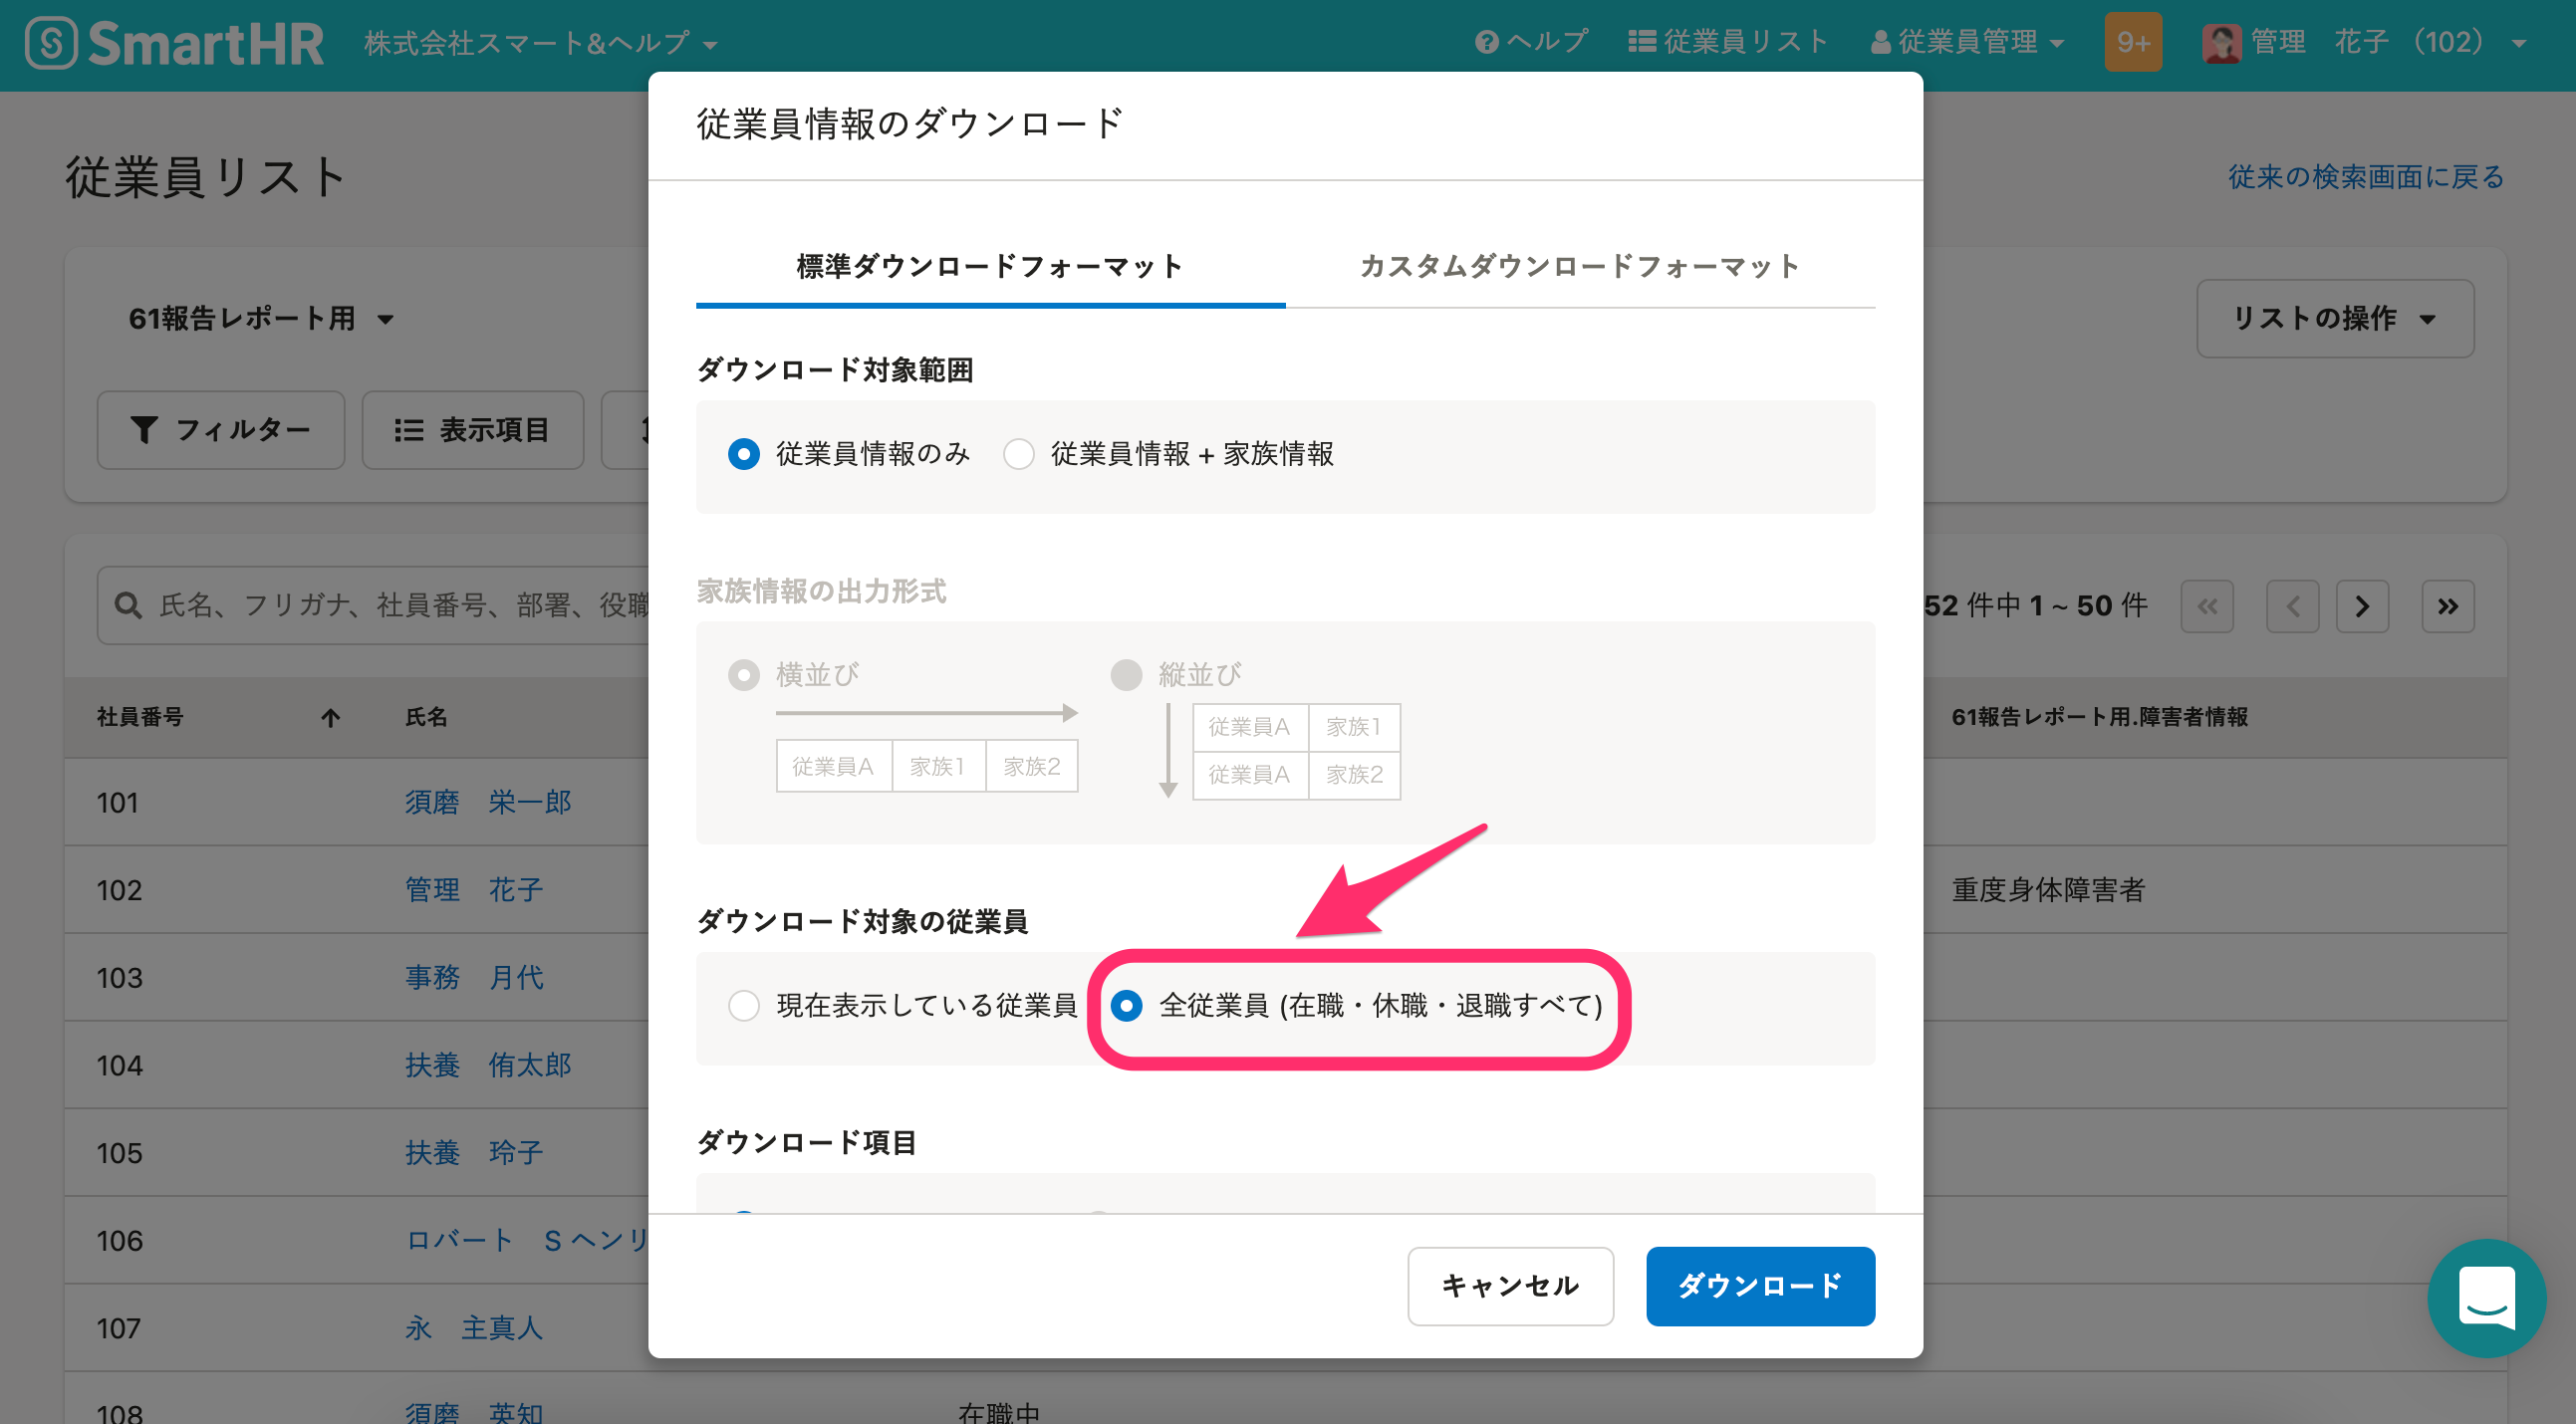 SmartHR 株式会社スマート&ヘルプ ヘルプ 従業員リスト 従業員管理 9+ 管理 花子 （102）
従業員リスト
従来の検索画面に戻る
61報告レポート用
リストの操作
フィルター 表示項目
氏名、フリガナ、社員番号、部署、役職
52 件中 1 ~ 50 件
社員番号 氏名 61報告レポート用.障害者情報
101 須磨 栄一郎
102 管理 花子 重度身体障害者
103 事務 月代
104 扶養 侑太郎
105 扶養 玲子
106 ロバート S ヘンリ
107 永 主真人
108 須磨 英知 在職中
従業員情報のダウンロード
標準ダウンロードフォーマット カスタムダウンロードフォーマット
ダウンロード対象範囲
従業員情報のみ 従業員情報 + 家族情報
家族情報の出力形式
横並び 縦並び
従業員A 家族1 家族2
従業員A 家族1
従業員A 家族2
ダウンロード対象の従業員
現在表示している従業員 全従業員 (在職・休職・退職すべて)
ダウンロード項目
キャンセル ダウンロード